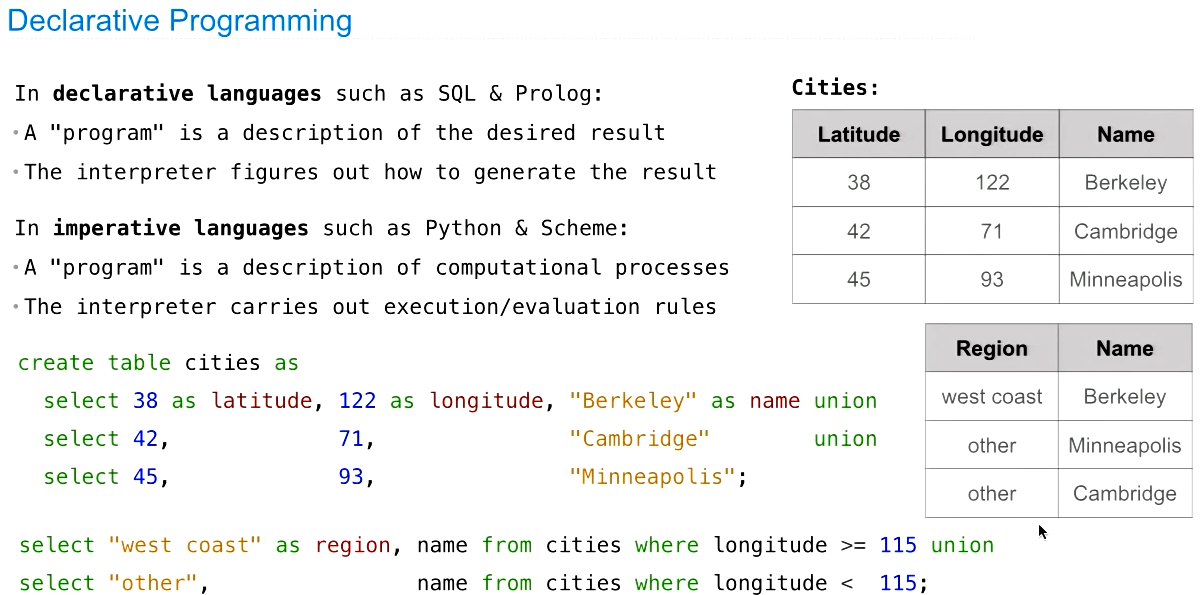 Declarative Programming
In declarative languages such as SQL & Prolog:
•A "program" is a description of the desired result
•The interpreter figures out how to generate the result
In imperative languages such as Python & Scheme:
•A "program" is a description of computational processes
•The interpreter carries out execution/evaluation rules
create table cities as
select 38 as latitude, 122 as longitude, "Berkeley" as name union
select 42, 71, "Cambridge" union
select 45, 93, "Minneapolis";
select "west coast" as region, name from cities where longitude >= 115 union
select "other", name from cities where longitude < 115;
Cities:
Latitude Longitude Name
38 122 Berkeley
42 71 Cambridge
45 93 Minneapolis
Region Name
west coast Berkeley
other Minneapolis
other Cambridge